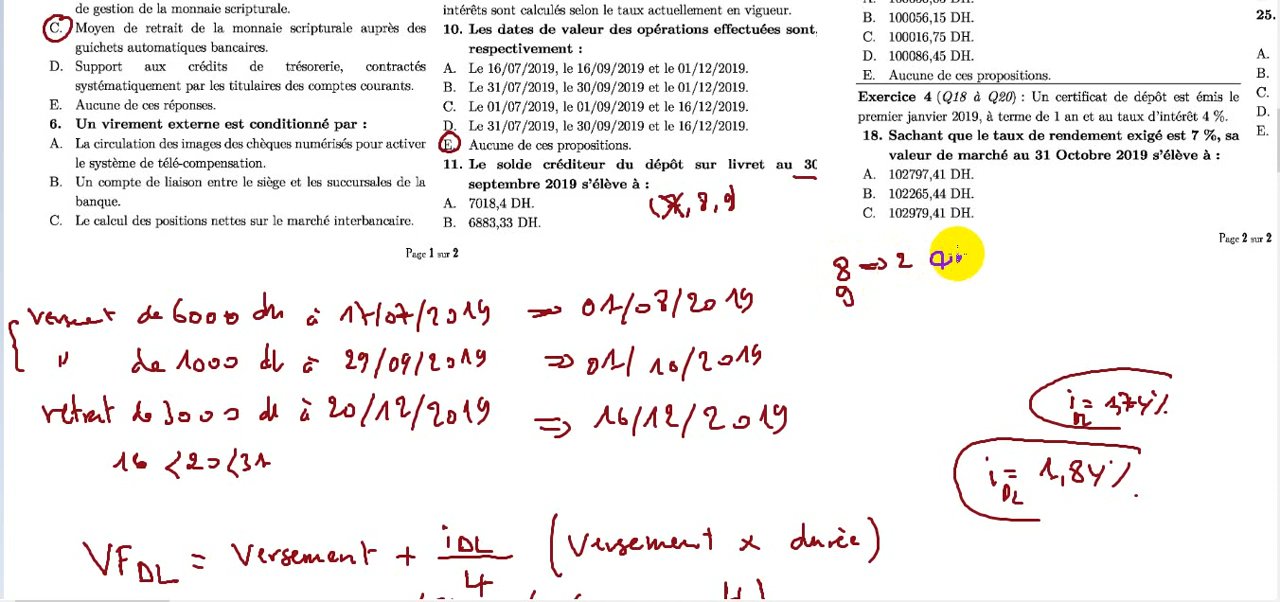 de gestion de la monnaie scripturale.
C. Moyen de retrait de la monnaie scripturale auprès des
guichets automatiques bancaires.
D. Support aux crédits de trésorerie, contractés
systématiquement par les titulaires des comptes courants.
E. Aucune de ces réponses.
6. Un virement externe est conditionné par :
A. La circulation des images des chèques numérisés pour activer
le système de télé-compensation.
B. Un compte de liaison entre le siège et les succursales de la
banque.
C. Le calcul des positions nettes sur le marché interbancaire.
intérêts sont calculés selon le taux actuellement en vigueur.
10. Les dates de valeur des opérations effectuées sont
respectivement :
A. Le 16/07/2019, le 16/09/2019 et le 01/12/2019.
B. Le 31/07/2019, le 30/09/2019 et le 01/12/2019.
C. Le 01/07/2019, le 01/09/2019 et le 16/12/2019.
D. Le 31/07/2019, le 30/09/2019 et le 16/12/2019.
E. Aucune de ces propositions.
11. Le solde créditeur du dépôt sur livret au 30
septembre 2019 s'élève à :
A. 7018,4 DH.
B. 6883,33 DH.
Page 1 sur 2
B. 100056,15 DH.
C. 100016,75 DH.
D. 100086,45 DH.
E. Aucune de ces propositions.
Exercice 4 (Q18 à Q20) : Un certificat de dépôt est émis le
premier janvier 2019, à terme de 1 an et au taux d'intérêt 4 %.
18. Sachant que le taux de rendement exigé est 7 %, sa
valeur de marché au 31 Octobre 2019 s'élève à :
A. 102797,41 DH.
B. 102265,44 DH.
C. 102979,41 DH.
Page 2 sur 2
25.
A.
B.
C.
D.
E.
8, 9)
8 => 2 Qui
9
versement de 6000 dh à 17/07/2019 => 01/08/2019
" de 1000 dh à 29/09/2019 => 01/10/2019
retrait de 3000 dh à 20/12/2019 => 16/12/2019
16 < 20 < 31
i = 1,84 %
DL
VF DL = versement + i DL / 4 (versement x durée)